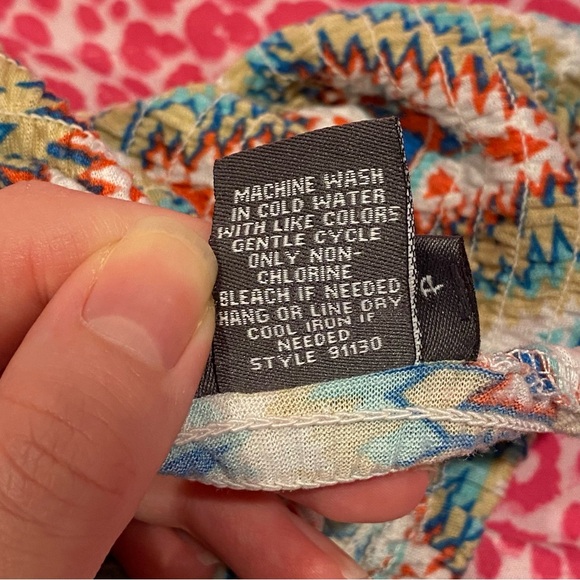 MACHINE WASH
IN COLD WATER
WITH LIKE COLORS
GENTLE CYCLE
ONLY NON-
CHLORINE
BLEACH IF NEEDED
HANG OR LINE DRY
COOL IRON IF
NEEDED
STYLE 91130